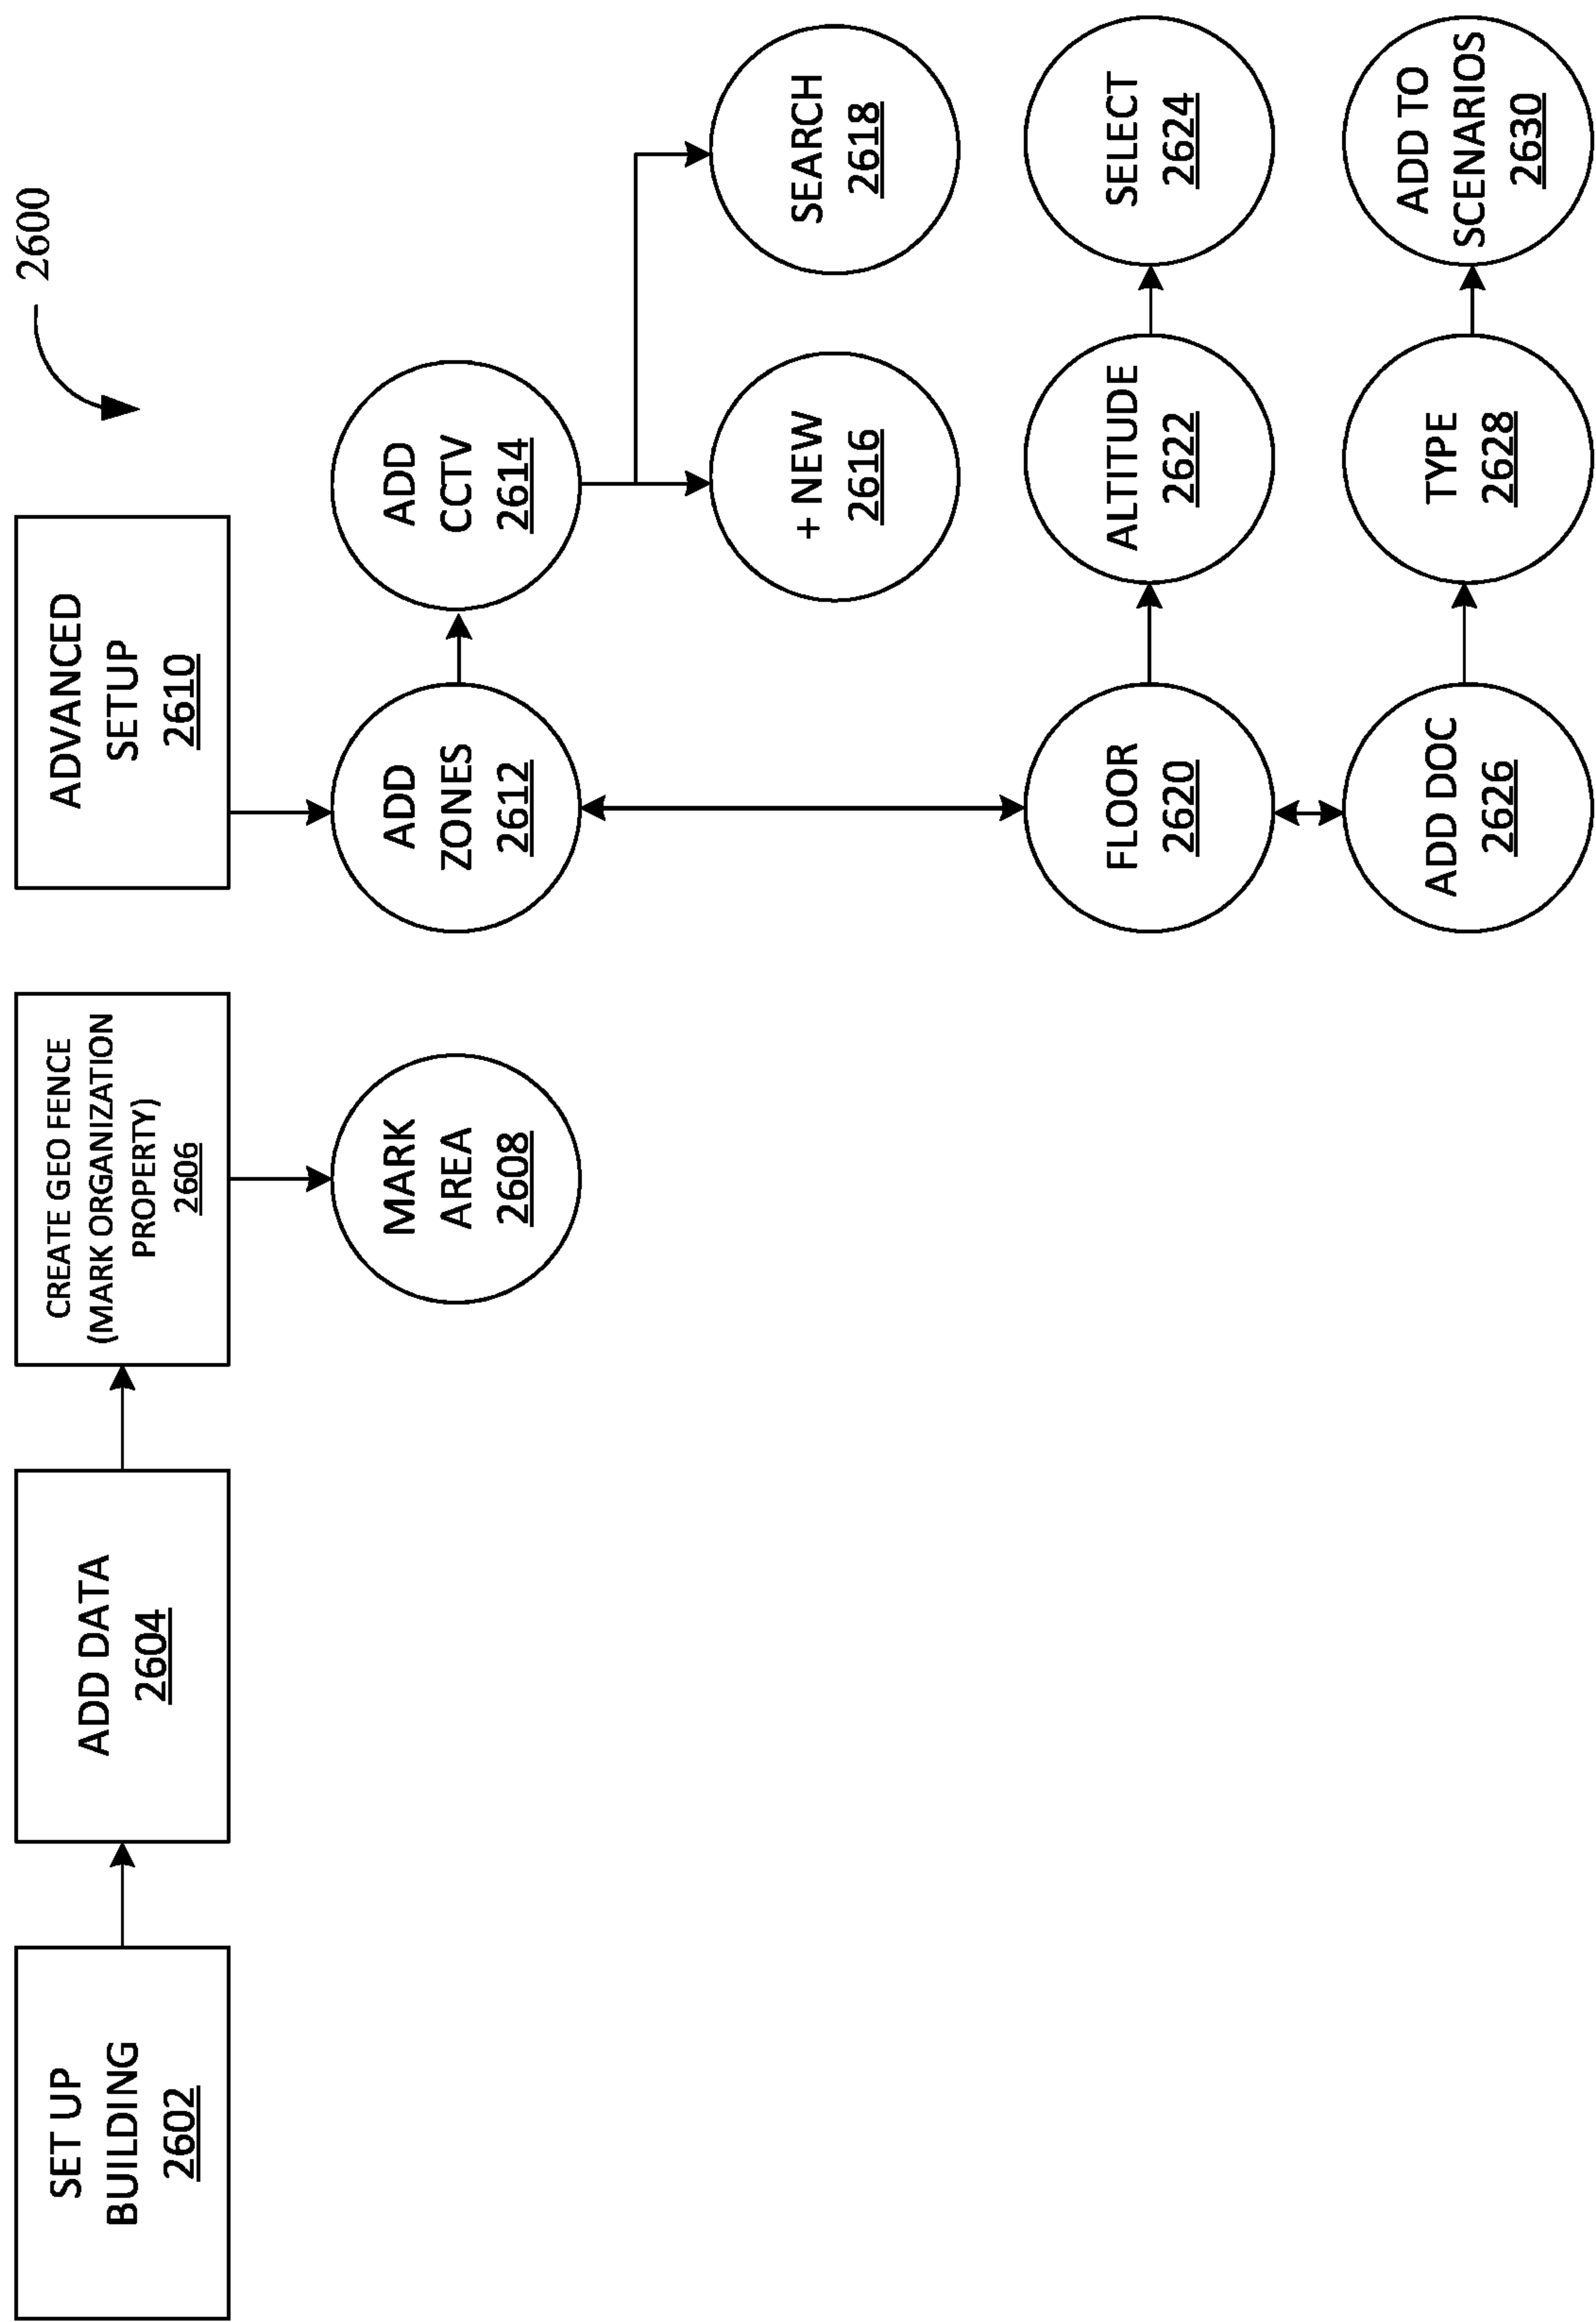 2600
SET UP
BUILDING
2602
ADD DATA
2604
CREATE GEO FENCE
(MARK ORGANIZATION
PROPERTY)
2606
ADVANCED
SETUP
2610
MARK
AREA
2608
ADD
ZONES
2612
ADD
CCTV
2614
+ NEW
2616
SEARCH
2618
FLOOR
2620
ALTITUDE
2622
SELECT
2624
ADD DOC
2626
TYPE
2628
ADD TO
SCENARIOS
2630